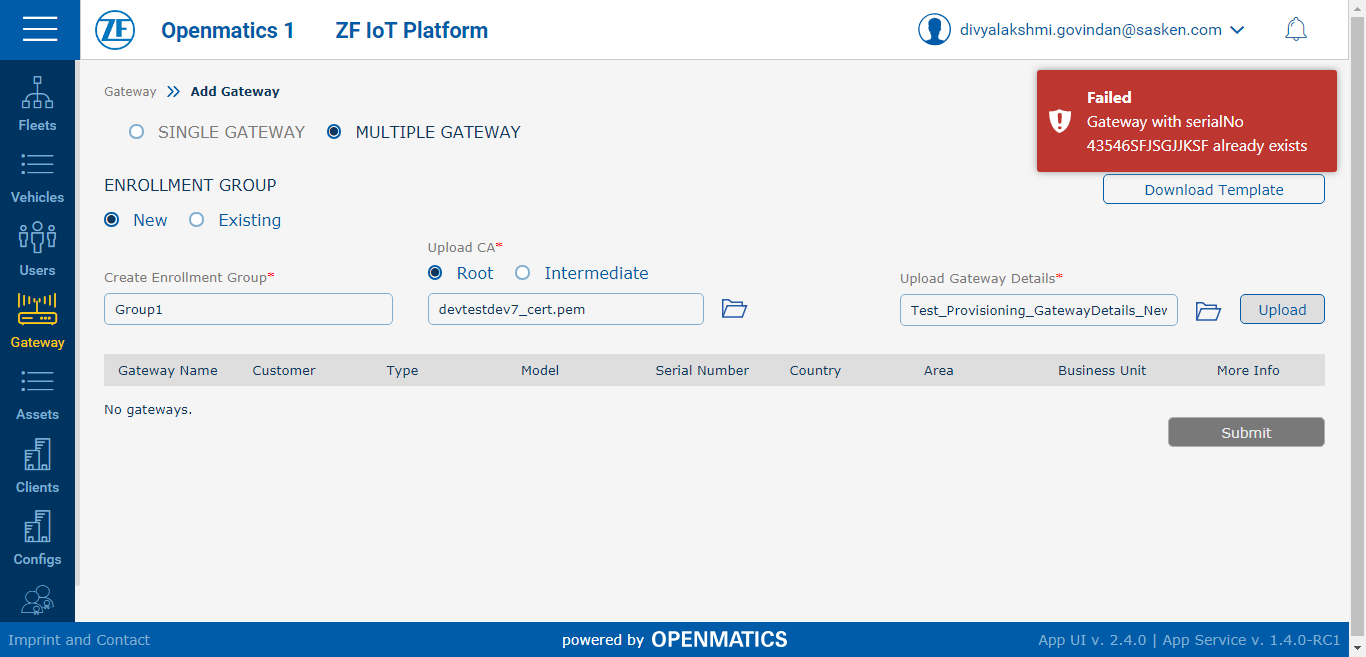 ZF
Openmatics 1
ZF IoT Platform
divyalakshmi.govindan@sasken.com
Fleets
Vehicles
Users
Gateway
Assets
Clients
Configs
Gateway
Add Gateway
SINGLE GATEWAY
MULTIPLE GATEWAY
Failed
Gateway with serialNo
43546SFJSGJJKSF already exists
Download Template
ENROLLMENT GROUP
New
Existing
Create Enrollment Group*
Group1
Upload CA*
Root
Intermediate
devtestdev7_cert.pem
Upload Gateway Details*
Test_Provisioning_GatewayDetails_Nev
Upload
Gateway Name Customer Type Model Serial Number Country Area Business Unit More Info
No gateways.
Submit
Imprint and Contact
powered by OPENMATICS
App UI v. 2.4.0 | App Service v. 1.4.0-RC1